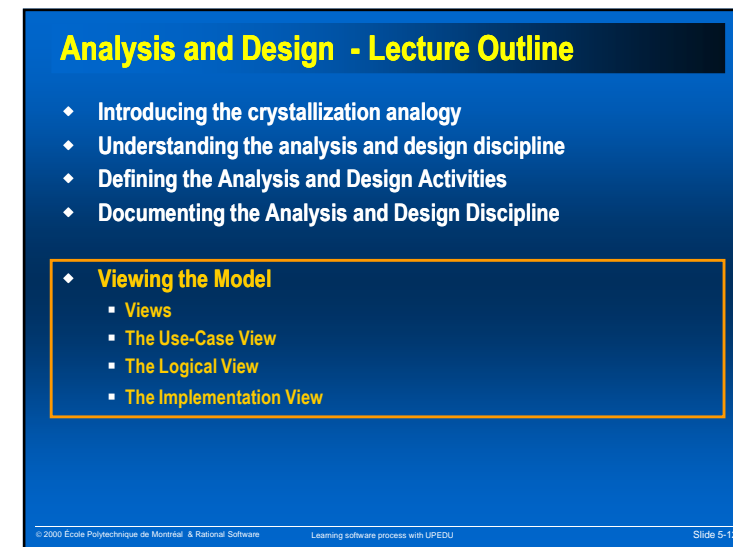 Analysis and Design - Lecture Outline
Introducing the crystallization analogy
Understanding the analysis and design discipline
Defining the Analysis and Design Activities
Documenting the Analysis and Design Discipline
Viewing the Model
Views
The Use-Case View
The Logical View
The Implementation View
© 2000 École Polytechnique de Montréal & Rational Software
Learning software process with UPEDU
Slide